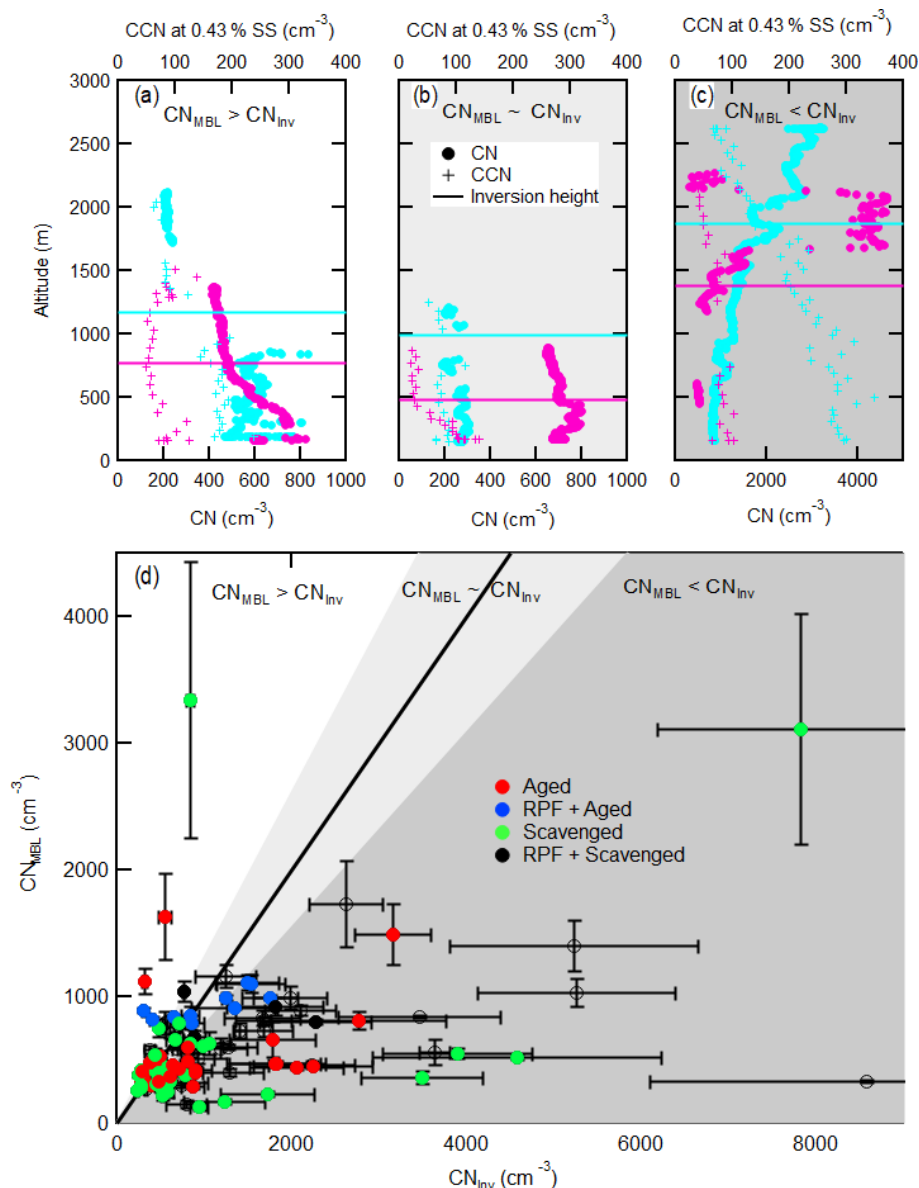 CCN at 0.43 % SS (cm⁻³) CCN at 0.43 % SS (cm⁻³) CCN at 0.43 % SS (cm⁻³)
0 100 200 300 400 0 100 200 300 400 0 100 200 300 400
3000
2500
2000
1500
1000
500
0
Altitude (m)
(a)
CN_MBL > CN_Inv
(b)
CN_MBL ~ CN_Inv
CN
CCN
Inversion height
(c)
CN_MBL < CN_Inv
0 200 400 600 800 1000 0 200 400 600 800 1000 0 2000 4000
CN (cm⁻³) CN (cm⁻³) CN (cm⁻³)
(d)
CN_MBL > CN_Inv CN_MBL ~ CN_Inv CN_MBL < CN_Inv
4000
3000
2000
1000
0
CN_MBL (cm⁻³)
Aged
RPF + Aged
Scavenged
RPF + Scavenged
0 2000 4000 6000 8000
CN_Inv (cm⁻³)